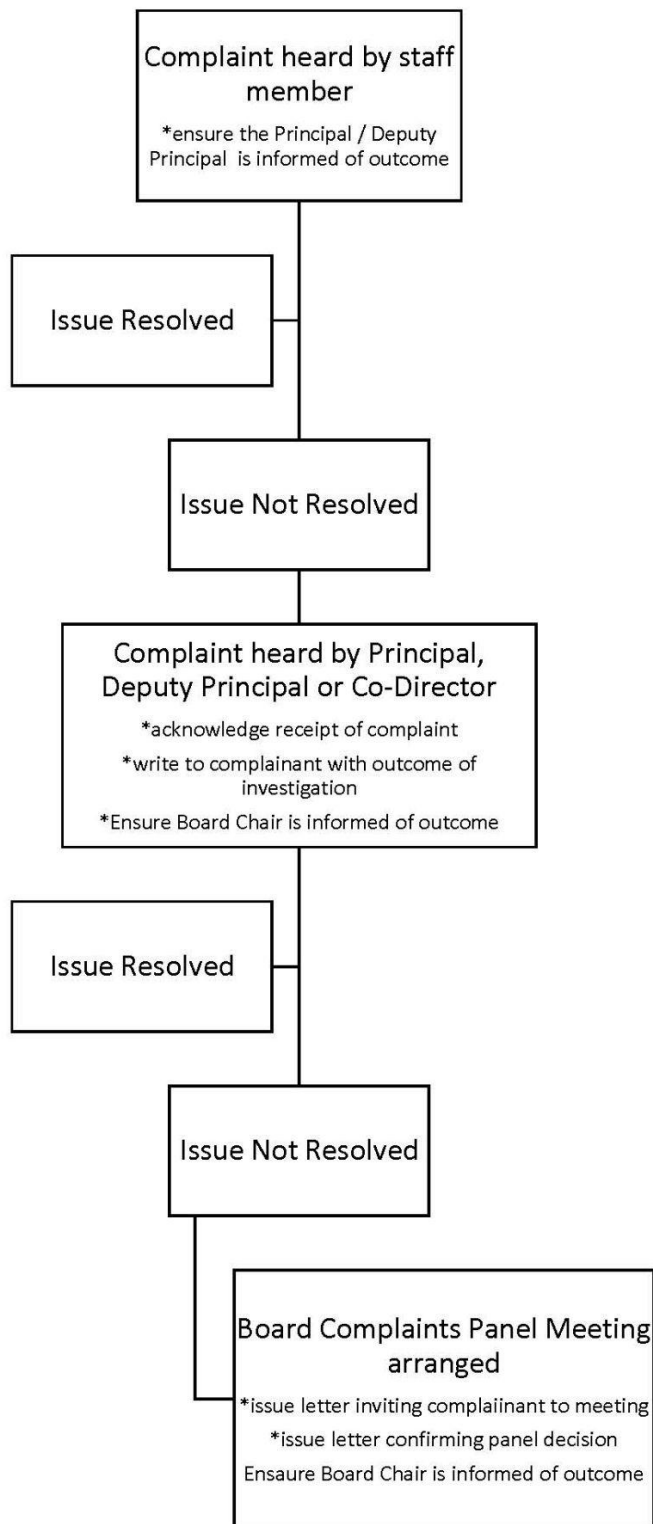 Complaint heard by staff
member
*ensure the Principal / Deputy
Principal is informed of outcome
Issue Resolved
Issue Not Resolved
Complaint heard by Principal,
Deputy Principal or Co-Director
*acknowledge receipt of complaint
*write to complainant with outcome of
investigation
*Ensure Board Chair is informed of outcome
Issue Resolved
Issue Not Resolved
Board Complaints Panel Meeting
arranged
*issue letter inviting complaiinant to meeting
*issue letter confirming panel decision
Ensaure Board Chair is informed of outcome